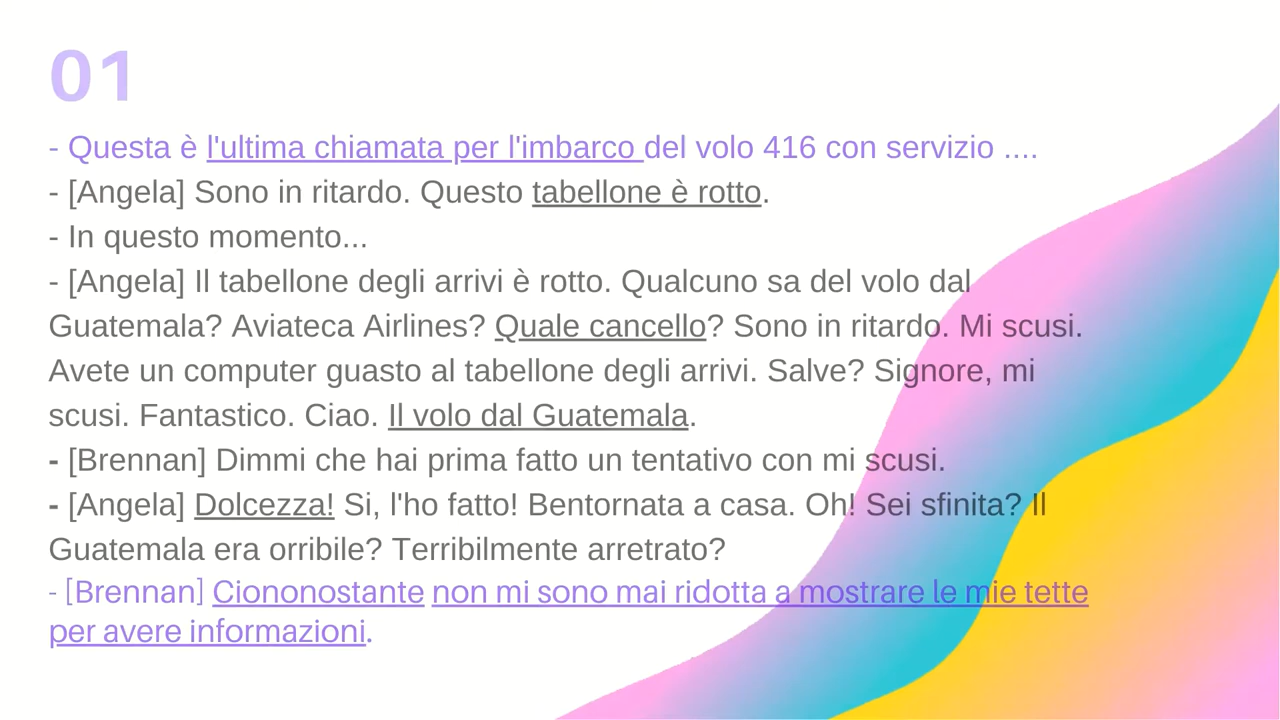 01
- Questa è l'ultima chiamata per l'imbarco del volo 416 con servizio ....
- [Angela] Sono in ritardo. Questo tabellone è rotto.
- In questo momento...
- [Angela] Il tabellone degli arrivi è rotto. Qualcuno sa del volo dal
Guatemala? Aviateca Airlines? Quale cancello? Sono in ritardo. Mi scusi.
Avete un computer guasto al tabellone degli arrivi. Salve? Signore, mi
scusi. Fantastico. Ciao. Il volo dal Guatemala.
- [Brennan] Dimmi che hai prima fatto un tentativo con mi scusi.
- [Angela] Dolcezza! Si, l'ho fatto! Bentornata a casa. Oh! Sei sfinita? Il
Guatemala era orribile? Terribilmente arretrato?
- [Brennan] Ciononostante non mi sono mai ridotta a mostrare le mie tette
per avere informazioni.